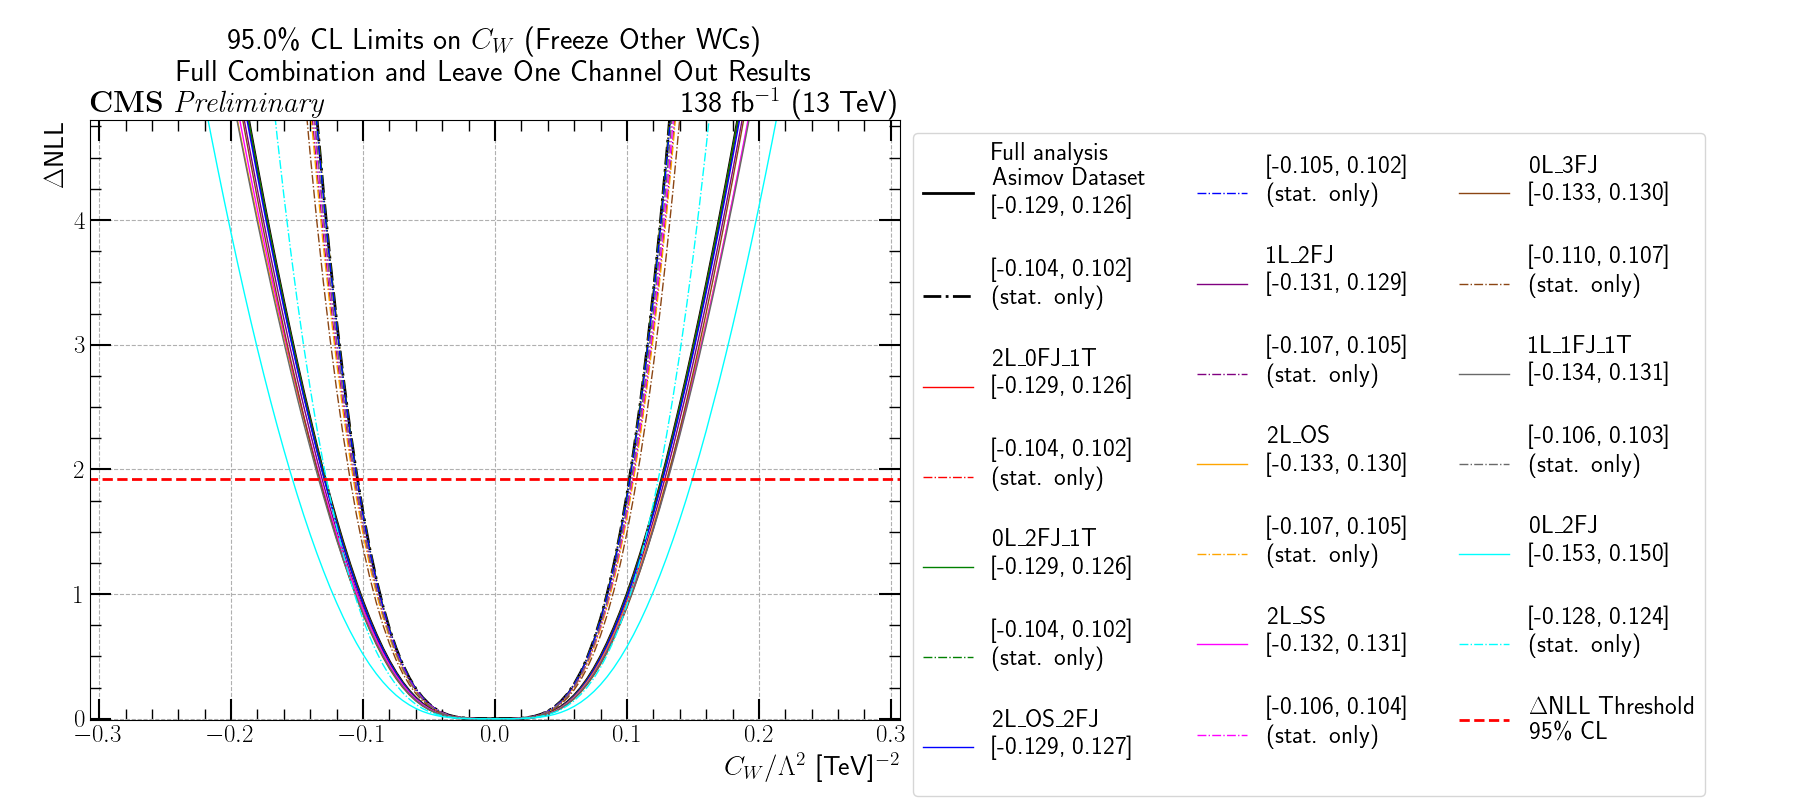 95.0% CL Limits on C_W (Freeze Other WCs)
Full Combination and Leave One Channel Out Results
CMS Preliminary
138 fb⁻¹ (13 TeV)
ΔNLL
4
3
2
1
0
−0.3
−0.2
−0.1
0.0
0.1
0.2
0.3
C_W/Λ² [TeV]⁻²
Full analysis
Asimov Dataset
[-0.129, 0.126]
[-0.104, 0.102]
(stat. only)
2L_0FJ_1T
[-0.129, 0.126]
[-0.104, 0.102]
(stat. only)
0L_2FJ_1T
[-0.129, 0.126]
[-0.104, 0.102]
(stat. only)
2L_OS_2FJ
[-0.129, 0.127]
[-0.105, 0.102]
(stat. only)
1L_2FJ
[-0.131, 0.129]
[-0.107, 0.105]
(stat. only)
2L_OS
[-0.133, 0.130]
[-0.107, 0.105]
(stat. only)
2L_SS
[-0.132, 0.131]
[-0.106, 0.104]
(stat. only)
0L_3FJ
[-0.133, 0.130]
[-0.110, 0.107]
(stat. only)
1L_1FJ_1T
[-0.134, 0.131]
[-0.106, 0.103]
(stat. only)
0L_2FJ
[-0.153, 0.150]
[-0.128, 0.124]
(stat. only)
ΔNLL Threshold
95% CL